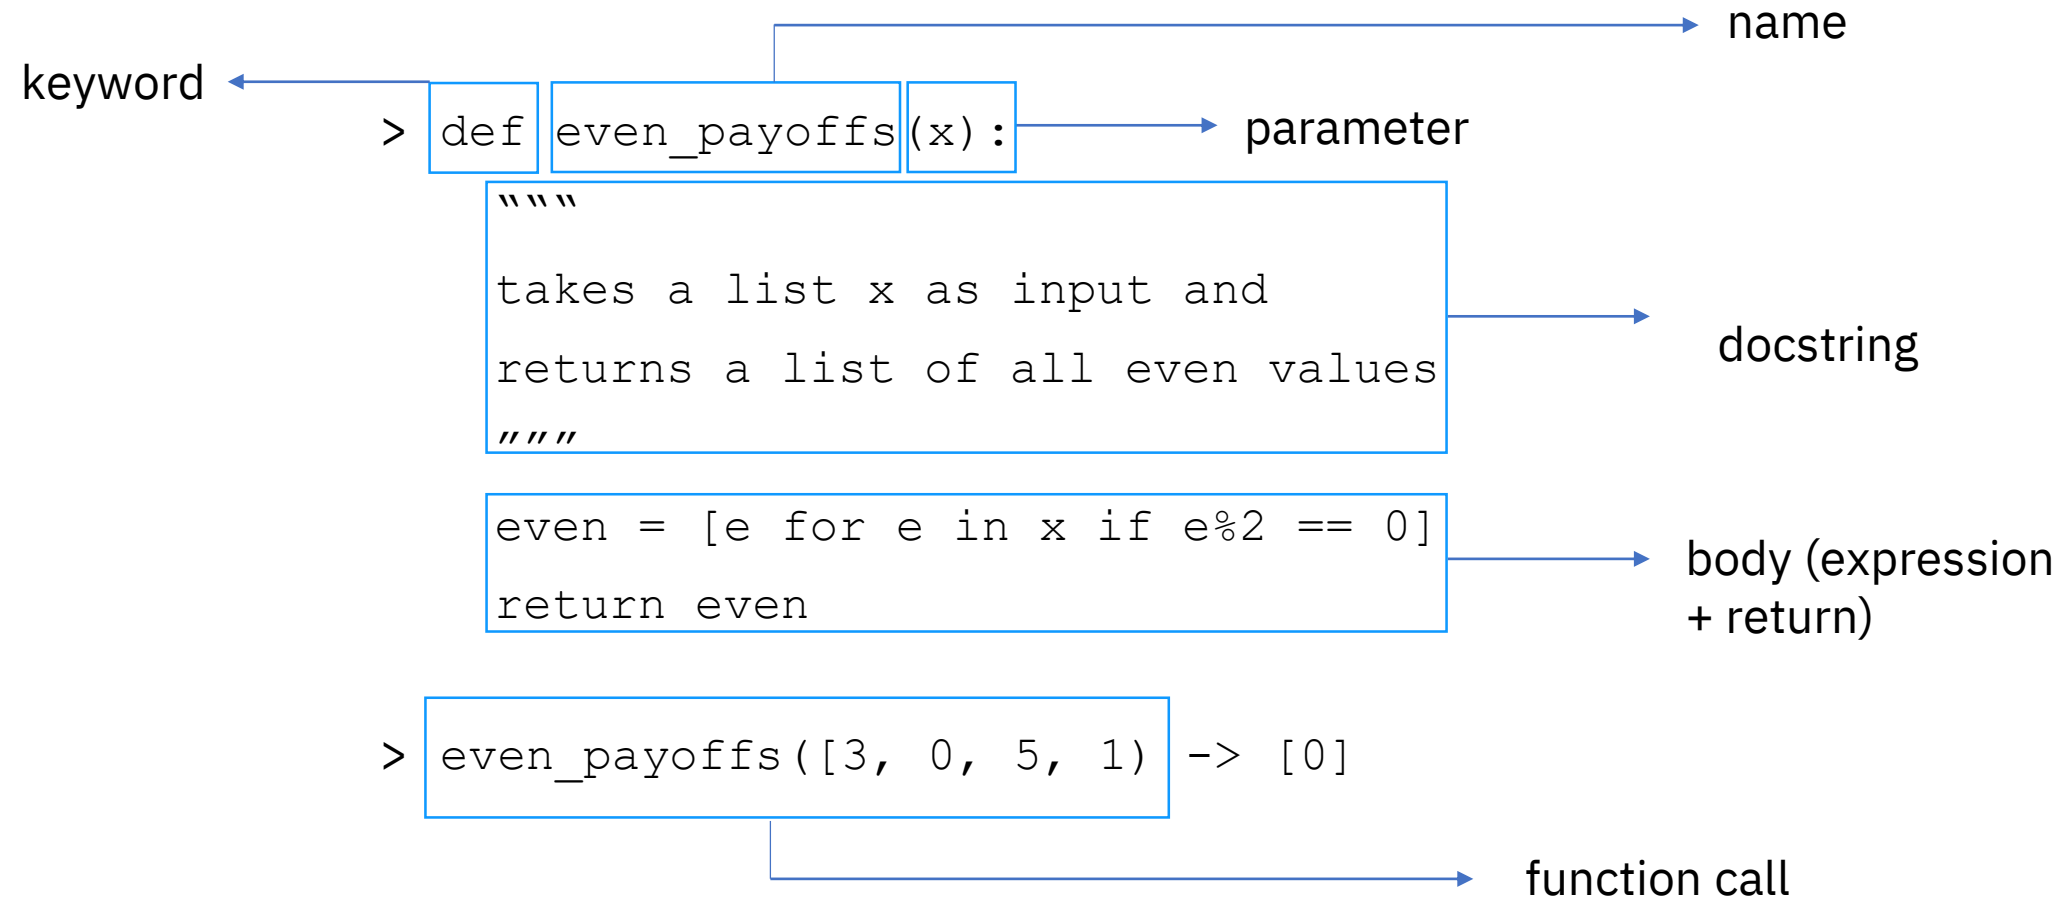 name
keyword
> def even_payoffs(x):
parameter
“““
takes a list x as input and
returns a list of all even values
”””
docstring
even = [e for e in x if e%2 == 0]
return even
body (expression
+ return)
> even_payoffs([3, 0, 5, 1) -> [0]
function call